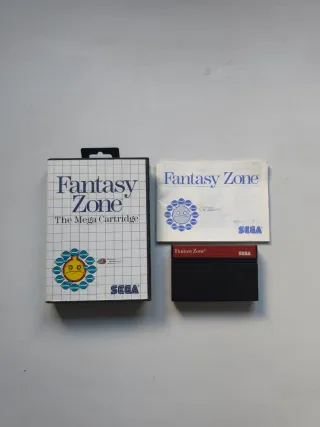 Fantasy
Zone
The Mega Cartridge
SEGA
Fantasy Zone
SEGA
Fantasy Zone
SEGA